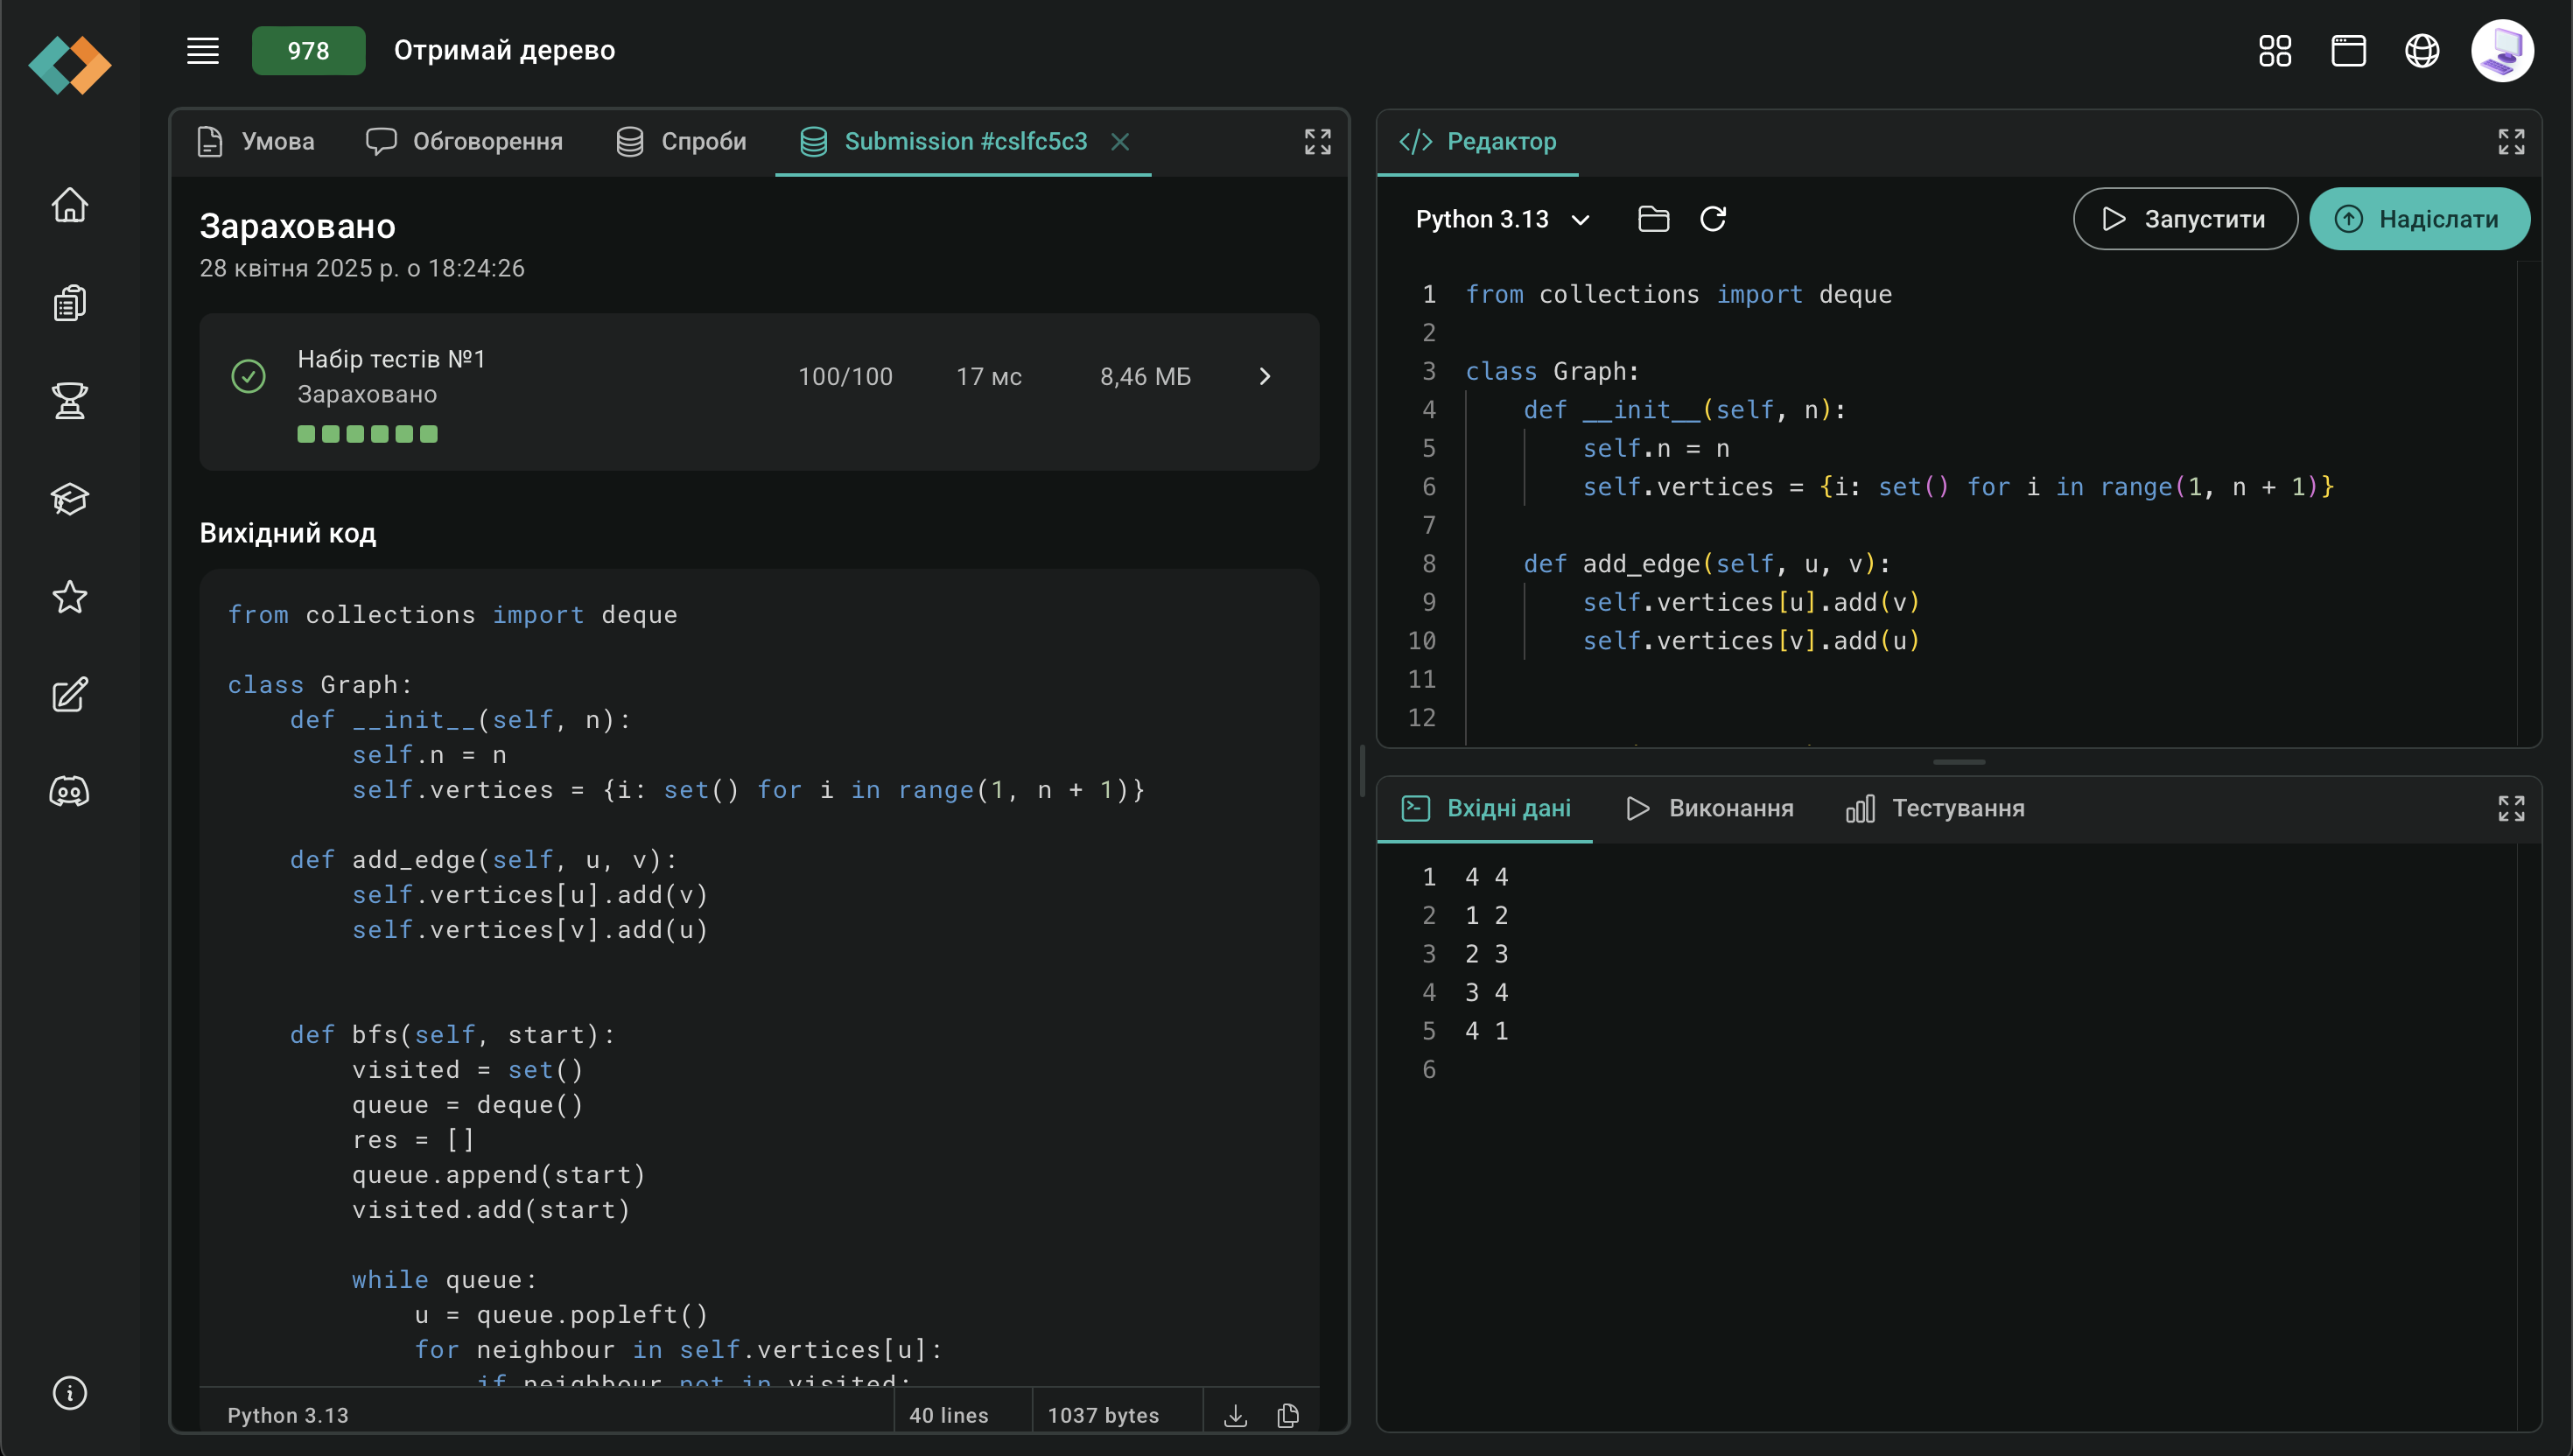 978 Отримай дерево
Умова Обговорення Спроби Submission #cslfc5c3
Зараховано
28 квітня 2025 р. о 18:24:26
Набір тестів №1
Зараховано
100/100 17 мс 8,46 МБ
Вихідний код
from collections import deque
class Graph:
    def __init__(self, n):
        self.n = n
        self.vertices = {i: set() for i in range(1, n + 1)}
    def add_edge(self, u, v):
        self.vertices[u].add(v)
        self.vertices[v].add(u)
    def bfs(self, start):
        visited = set()
        queue = deque()
        res = []
        queue.append(start)
        visited.add(start)
        while queue:
            u = queue.popleft()
            for neighbour in self.vertices[u]:
                if neighbour not in visited:
Python 3.13 40 lines 1037 bytes
Редактор
Python 3.13 Запустити Надіслати
1 from collections import deque
2
3 class Graph:
4     def __init__(self, n):
5         self.n = n
6         self.vertices = {i: set() for i in range(1, n + 1)}
7
8     def add_edge(self, u, v):
9         self.vertices[u].add(v)
10         self.vertices[v].add(u)
11
12
Вхідні дані Виконання Тестування
1 4 4
2 1 2
3 2 3
4 3 4
5 4 1
6